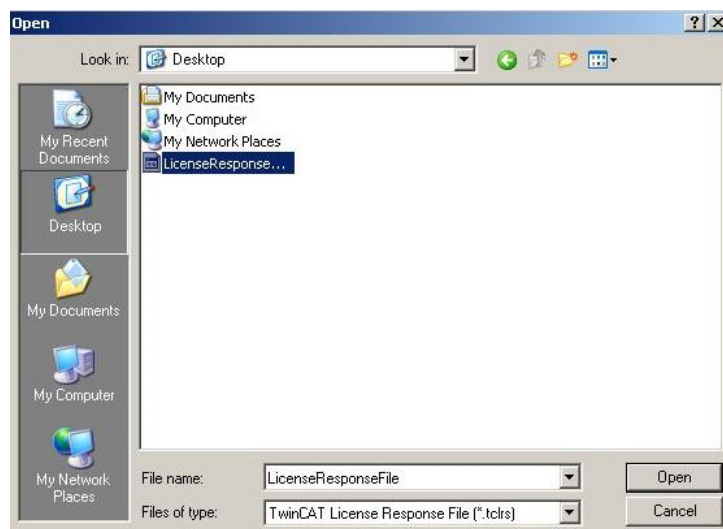 Open
Look in:
Desktop
My Documents
My Computer
My Network Places
LicenseResponse...
My Recent
Documents
Desktop
My Documents
My Computer
My Network
Places
File name:
LicenseResponseFile
Open
Files of type:
TwinCAT License Response File (*.tclrs)
Cancel